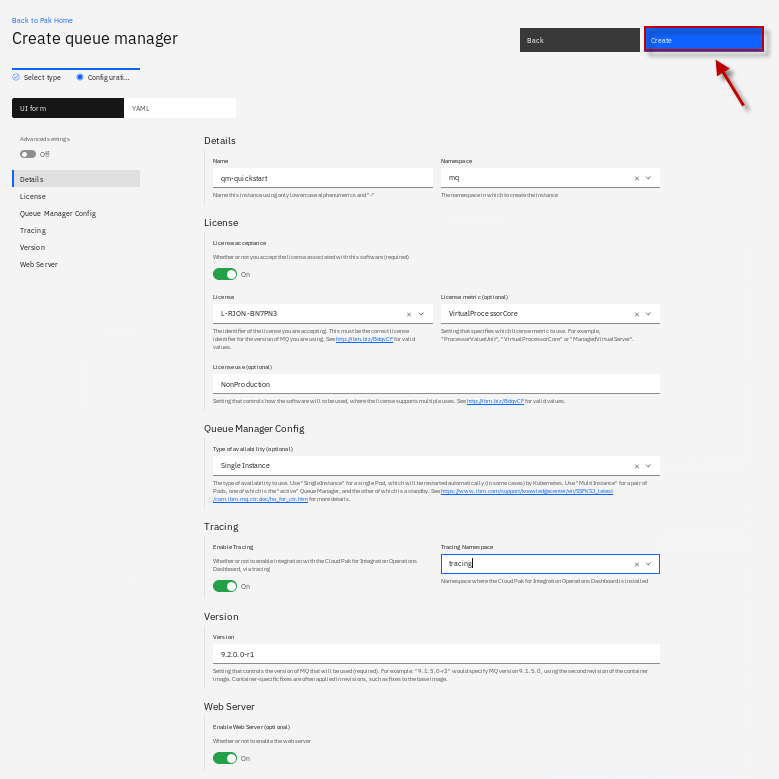 Back to Pak Home
Create queue manager
Back
Create
Select type
Configurati...
UI form
YAML
Advanced settings
Off
Details
License
Queue Manager Config
Tracing
Version
Web Server
Details
Name
Namespace
qm-quickstart
mq
Name this instance using only lowercase alphanumerics and "-"
The namespace in which to create the instance
License
License acceptance
Whether or not you accept the license associated with this software (required)
On
License
License metric (optional)
L-RJON-BN7PN3
VirtualProcessorCore
The identifier of the license you are accepting. This must be the correct license
identifier for the version of MQ you are using. See http://ibm.biz/BdqvCF for valid
values.
Setting that specifies which license metric to use. For example,
"ProcessorValueUnit", "VirtualProcessorCore" or "ManagedVirtualServer".
License use (optional)
NonProduction
Setting that controls how the software will to be used, where the license supports multiple uses. See http://ibm.biz/BdqvCF for valid values.
Queue Manager Config
Type of availability (optional)
SingleInstance
The type of availability to use. Use "SingleInstance" for a single Pod, which will be restarted automatically (in some cases) by Kubernetes. Use "MultiInstance" for a pair of
Pods, one of which is the "active" Queue Manager, and the other of which is a standby. See https://www.ibm.com/support/knowledgecenter/en/SSFKSJ_latest
/com.ibm.mq.ctr.doc/ha_for_ctr.htm for more details.
Tracing
Enable Tracing
Tracing Namespace
Whether or not to enable integration with the Cloud Pak for Integration Operations
Dashboard, via tracing
tracing
On
Namespace where the Cloud Pak for Integration Operations Dashboard is installed
Version
Version
9.2.0.0-r1
Setting that controls the version of MQ that will be used (required). For example: "9.1.5.0-r2" would specify MQ version 9.1.5.0, using the second revision of the container
image. Container-specific fixes are often applied in revisions, such as fixes to the base image.
Web Server
Enable Web Server (optional)
Whether or not to enable the web server
On